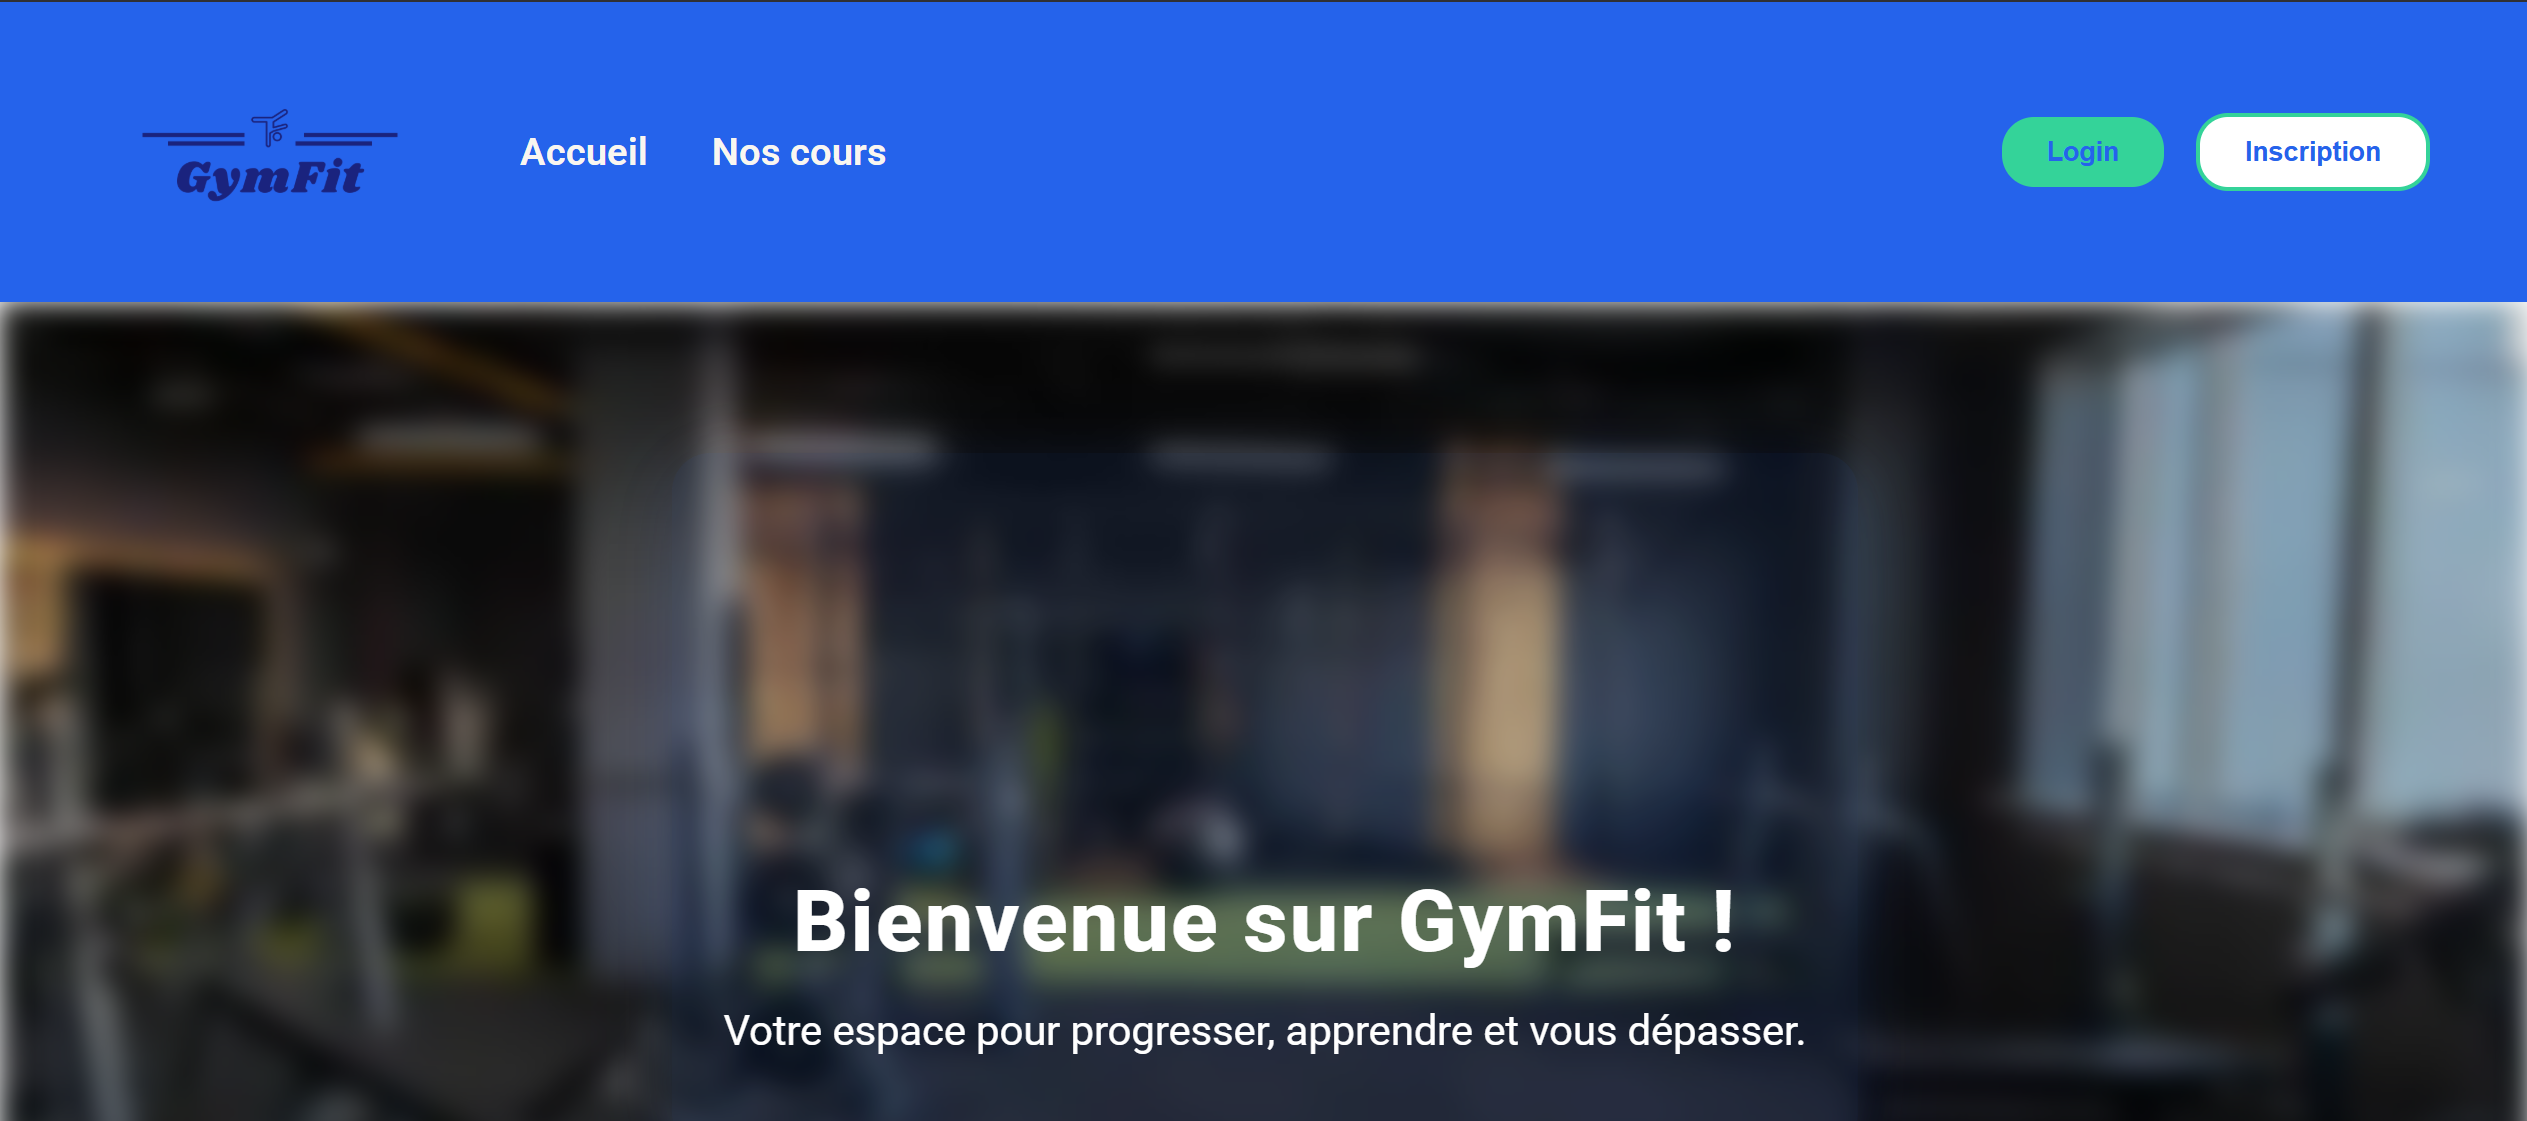 GymFit
Accueil
Nos cours
Login
Inscription
Bienvenue sur GymFit !
Votre espace pour progresser, apprendre et vous dépasser.